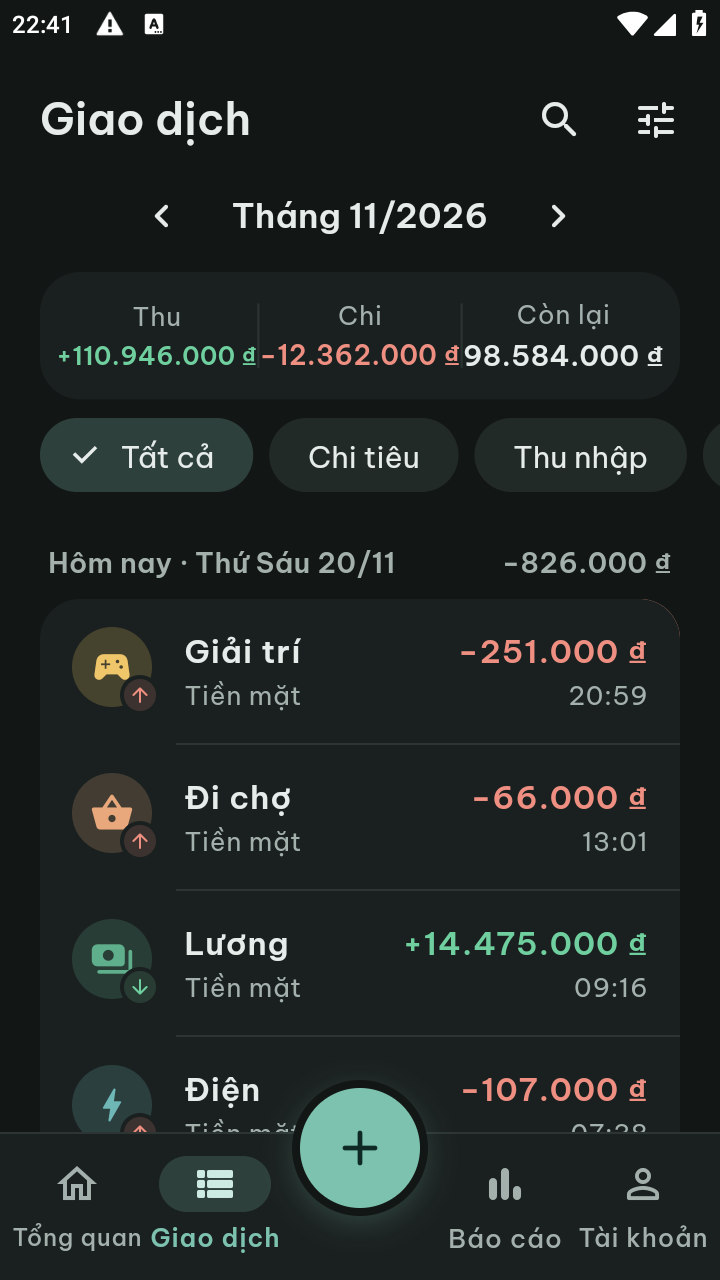 22:41
Giao dịch
Tháng 11/2026
Thu Chi Còn lại
+110.946.000 ₫ −12.362.000 ₫ 98.584.000 ₫
Tất cả Chi tiêu Thu nhập
Hôm nay · Thứ Sáu 20/11 −826.000 ₫
Giải trí −251.000 ₫
Tiền mặt 20:59
Đi chợ −66.000 ₫
Tiền mặt 13:01
Lương +14.475.000 ₫
Tiền mặt 09:16
Điện −107.000 ₫
Tổng quan Giao dịch Báo cáo Tài khoản